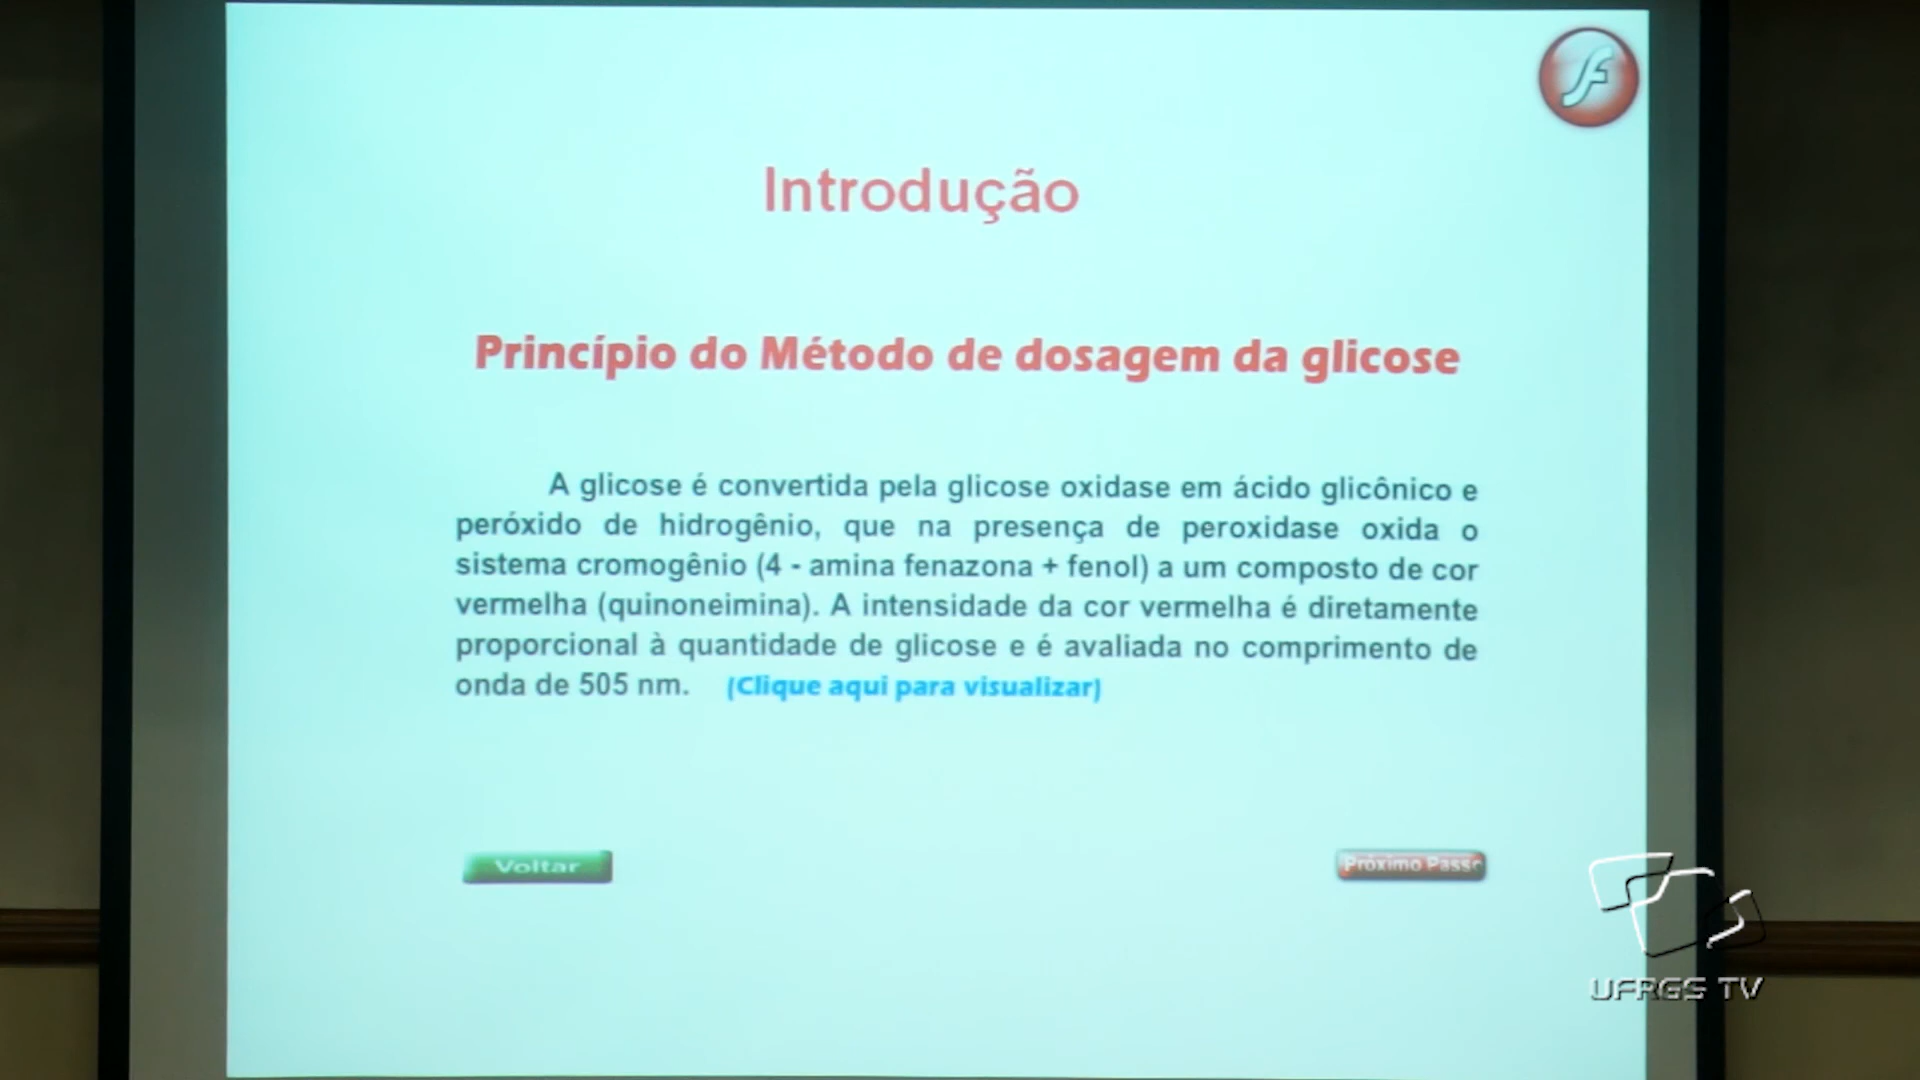 Introdução
Princípio do Método de dosagem da glicose
A glicose é convertida pela glicose oxidase em ácido glicônico e
peróxido de hidrogênio, que na presença de peroxidase oxida o
sistema cromogênio (4 - amina fenazona + fenol) a um composto de cor
vermelha (quinoneimina). A intensidade da cor vermelha é diretamente
proporcional à quantidade de glicose e é avaliada no comprimento de
onda de 505 nm. (Clique aqui para visualizar)
Voltar
Próximo Passo
UFRGS TV